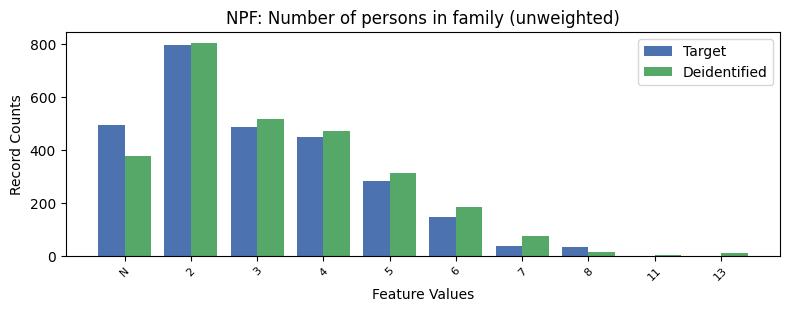 NPF: Number of persons in family (unweighted)
Target
Deidentified
Record Counts
800
600
400
200
0
N 2 3 4 5 6 7 8 11 13
Feature Values